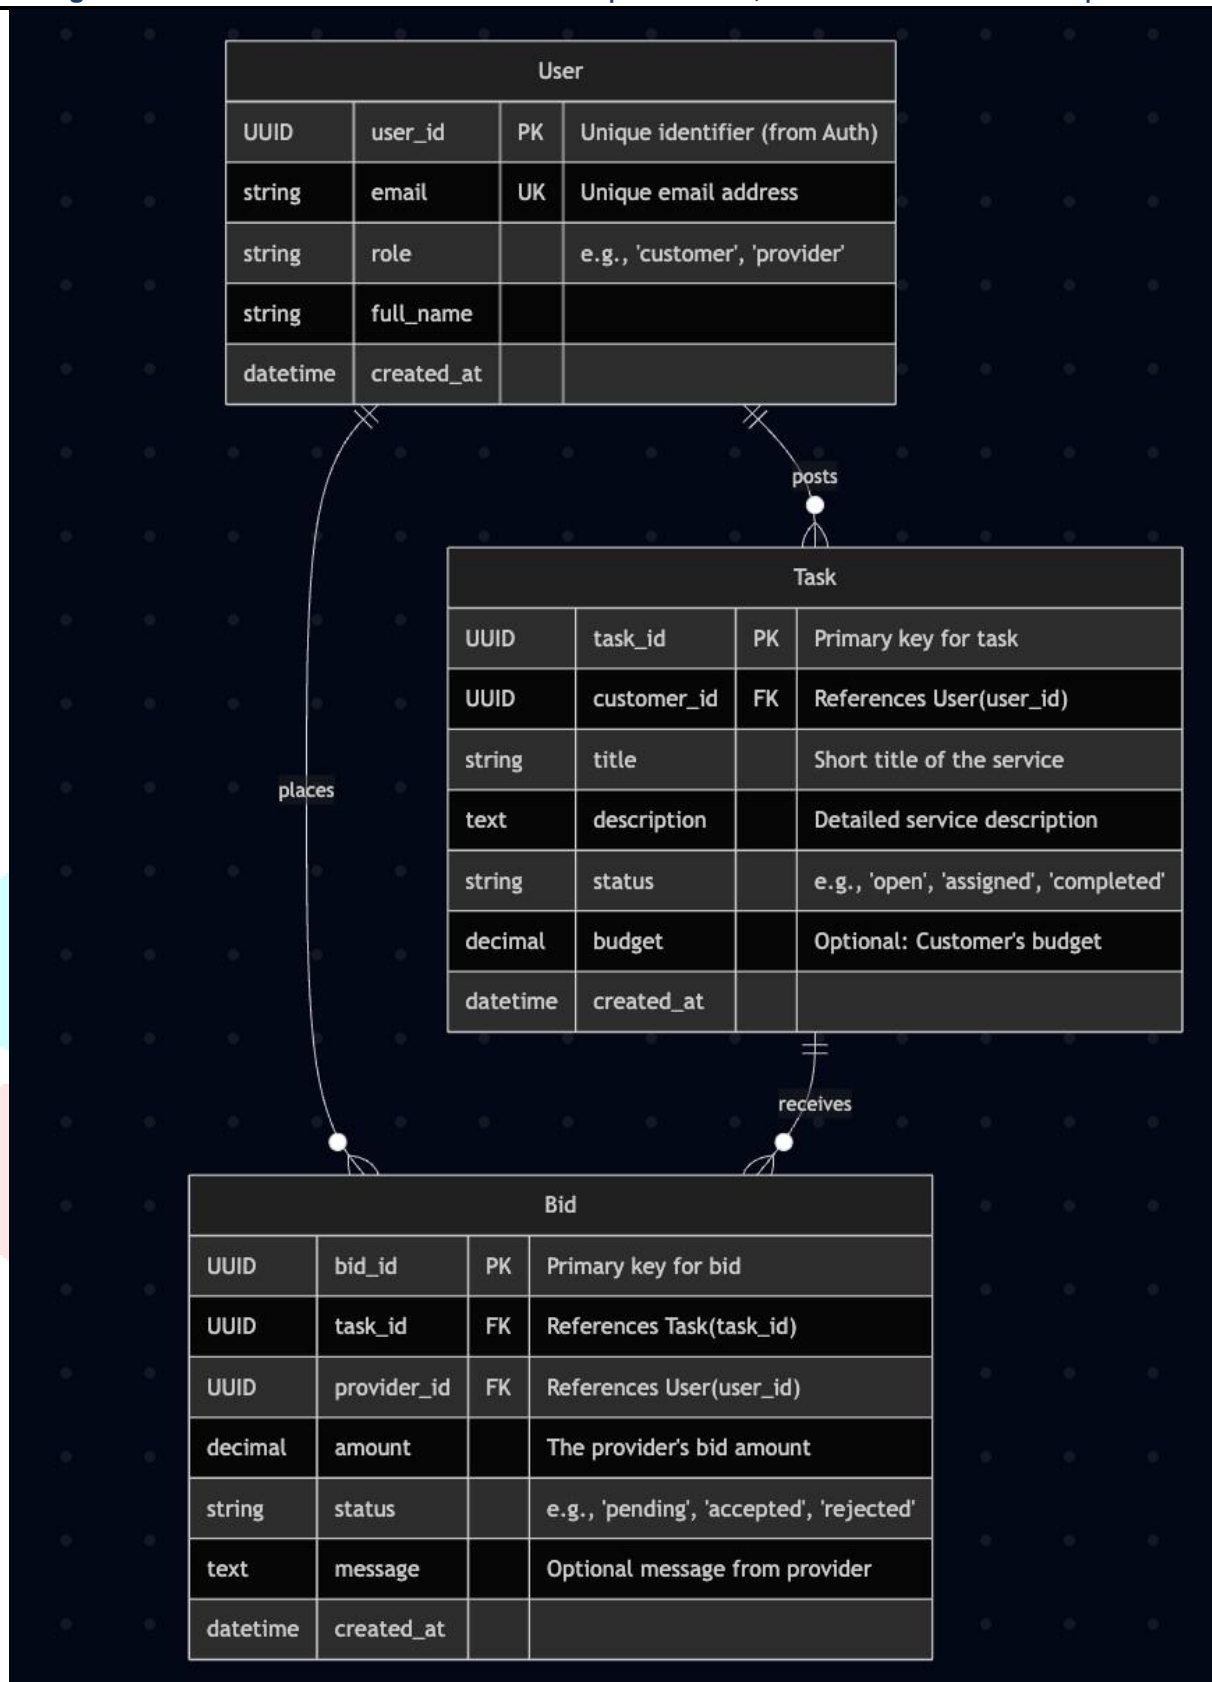 User
UUID user_id PK Unique identifier (from Auth)
string email UK Unique email address
string role e.g., 'customer', 'provider'
string full_name
datetime created_at
posts
Task
UUID task_id PK Primary key for task
UUID customer_id FK References User(user_id)
string title Short title of the service
places
text description Detailed service description
string status e.g., 'open', 'assigned', 'completed'
decimal budget Optional: Customer's budget
datetime created_at
receives
Bid
UUID bid_id PK Primary key for bid
UUID task_id FK References Task(task_id)
UUID provider_id FK References User(user_id)
decimal amount The provider's bid amount
string status e.g., 'pending', 'accepted', 'rejected'
text message Optional message from provider
datetime created_at